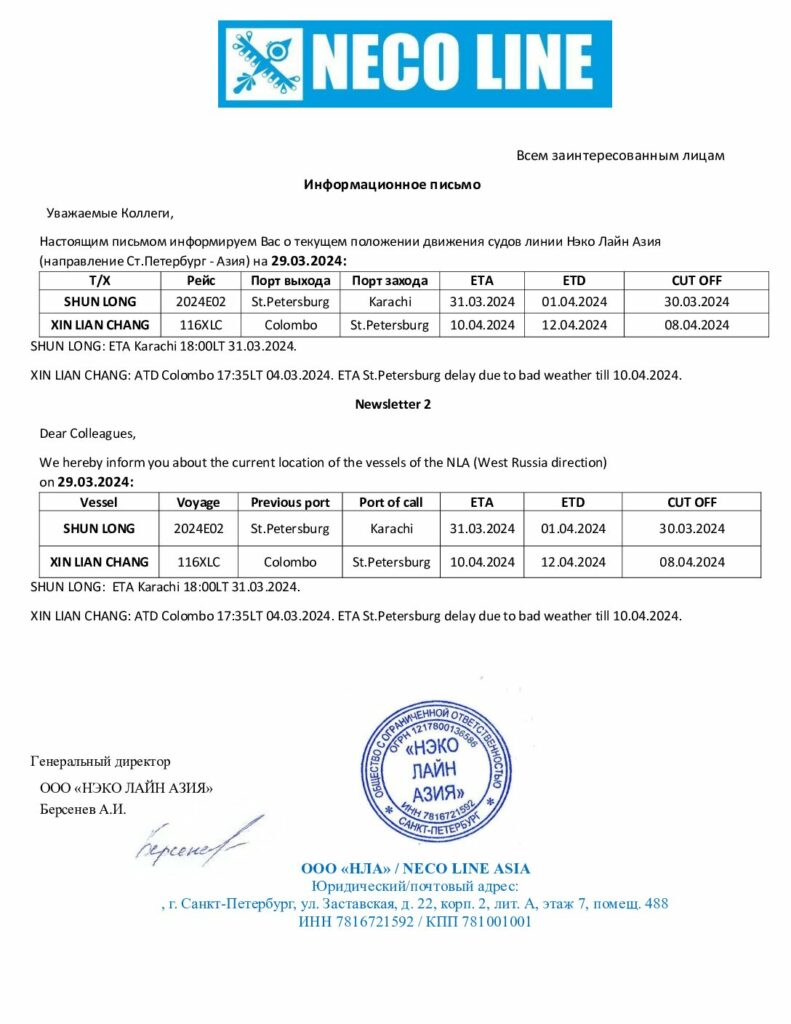 NECO LINE
Всем заинтересованным лицам
Информационное письмо
Уважаемые Коллеги,
Настоящим письмом информируем Вас о текущем положении движения судов линии Нэко Лайн Азия
(направление Ст.Петербург - Азия) на 29.03.2024:
Т/Х Рейс Порт выхода Порт захода ETA ETD CUT OFF
SHUN LONG 2024E02 St.Petersburg Karachi 31.03.2024 01.04.2024 30.03.2024
XIN LIAN CHANG 116XLC Colombo St.Petersburg 10.04.2024 12.04.2024 08.04.2024
SHUN LONG: ETA Karachi 18:00LT 31.03.2024.
XIN LIAN CHANG: ATD Colombo 17:35LT 04.03.2024. ETA St.Petersburg delay due to bad weather till 10.04.2024.
Newsletter 2
Dear Colleagues,
We hereby inform you about the current location of the vessels of the NLA (West Russia direction)
on 29.03.2024:
Vessel Voyage Previous port Port of call ETA ETD CUT OFF
SHUN LONG 2024E02 St.Petersburg Karachi 31.03.2024 01.04.2024 30.03.2024
XIN LIAN CHANG 116XLC Colombo St.Petersburg 10.04.2024 12.04.2024 08.04.2024
SHUN LONG: ETA Karachi 18:00LT 31.03.2024.
XIN LIAN CHANG: ATD Colombo 17:35LT 04.03.2024. ETA St.Petersburg delay due to bad weather till 10.04.2024.
Генеральный директор
ООО «НЭКО ЛАЙН АЗИЯ»
Берсенев А.И.
Берсенев
ОБЩЕСТВО С ОГРАНИЧЕННОЙ ОТВЕТСТВЕННОСТЬЮ
ОГРН 1217800136586
«НЭКО
ЛАЙН
АЗИЯ»
ИНН 7816721592
* САНКТ-ПЕТЕРБУРГ *
ООО «НЛА» / NECO LINE ASIA
Юридический/почтовый адрес:
, г. Санкт-Петербург, ул. Заставская, д. 22, корп. 2, лит. А, этаж 7, помещ. 488
ИНН 7816721592 / КПП 781001001